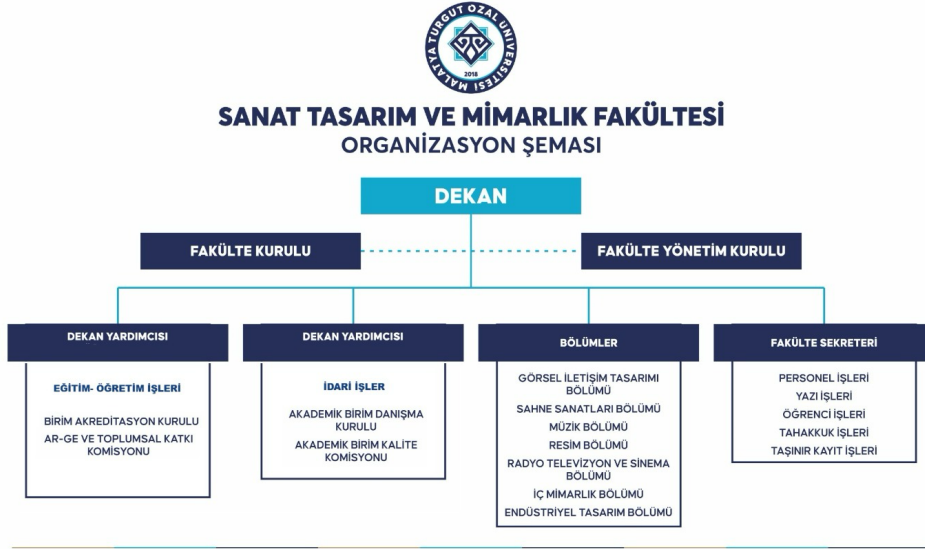 MALATYA TURGUT ÖZAL ÜNİVERSİTESİ
2018
SANAT TASARIM VE MİMARLIK FAKÜLTESİ
ORGANİZASYON ŞEMASI
DEKAN
FAKÜLTE KURULU
FAKÜLTE YÖNETİM KURULU
DEKAN YARDIMCISI
EĞİTİM- ÖĞRETİM İŞLERİ
BİRİM AKREDİTASYON KURULU
AR-GE VE TOPLUMSAL KATKI
KOMİSYONU
DEKAN YARDIMCISI
İDARİ İŞLER
AKADEMİK BİRİM DANIŞMA
KURULU
AKADEMİK BİRİM KALİTE
KOMİSYONU
BÖLÜMLER
GÖRSEL İLETİŞİM TASARIMI
BÖLÜMÜ
SAHNE SANATLARI BÖLÜMÜ
MÜZİK BÖLÜMÜ
RESİM BÖLÜMÜ
RADYO TELEVİZYON VE SİNEMA
BÖLÜMÜ
İÇ MİMARLIK BÖLÜMÜ
ENDÜSTRİYEL TASARIM BÖLÜMÜ
FAKÜLTE SEKRETERİ
PERSONEL İŞLERİ
YAZI İŞLERİ
ÖĞRENCİ İŞLERİ
TAHAKKUK İŞLERİ
TAŞINIR KAYIT İŞLERİ